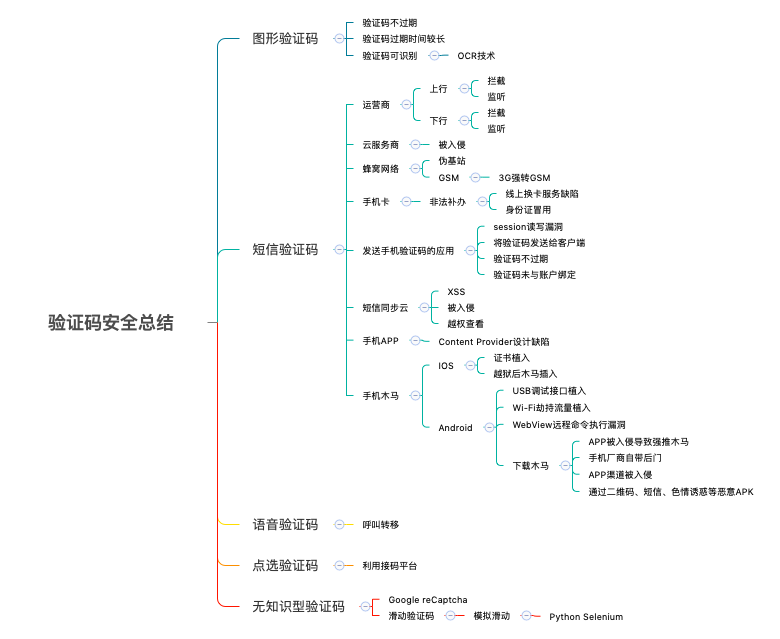 验证码安全总结
图形验证码
验证码不过期
验证码过期时间较长
验证码可识别
OCR技术
短信验证码
运营商
上行
拦截
监听
下行
拦截
监听
云服务商
被入侵
蜂窝网络
伪基站
GSM
3G强转GSM
手机卡
非法补办
线上换卡服务缺陷
身份证冒用
发送手机验证码的应用
session读写漏洞
将验证码发送给客户端
验证码不过期
验证码未与账户绑定
短信同步云
XSS
被入侵
越权查看
手机APP
Content Provider设计缺陷
手机木马
IOS
证书植入
越狱后木马插入
Android
USB调试接口植入
Wi-Fi劫持流量植入
WebView远程命令执行漏洞
下载木马
APP被入侵导致强推木马
手机厂商自带后门
APP渠道被入侵
通过二维码、短信、色情诱惑等恶意APK
语音验证码
呼叫转移
点选验证码
利用接码平台
无知识型验证码
Google reCaptcha
滑动验证码
模拟滑动
Python Selenium